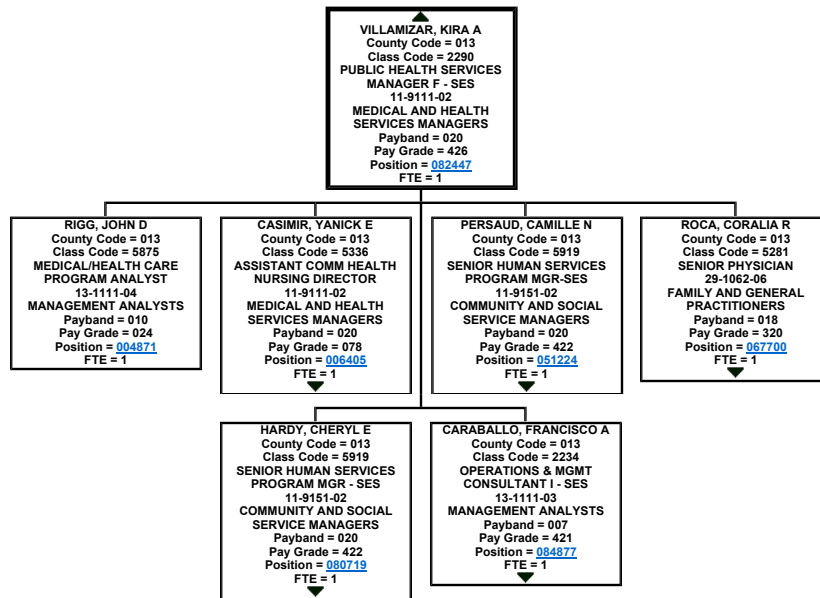 VILLAMIZAR, KIRA A
County Code = 013
Class Code = 2290
PUBLIC HEALTH SERVICES
MANAGER F - SES
11-9111-02
MEDICAL AND HEALTH
SERVICES MANAGERS
Payband = 020
Pay Grade = 426
Position = 082447
FTE = 1
RIGG, JOHN D
County Code = 013
Class Code = 5875
MEDICAL/HEALTH CARE
PROGRAM ANALYST
13-1111-04
MANAGEMENT ANALYSTS
Payband = 010
Pay Grade = 024
Position = 004871
FTE = 1
CASIMIR, YANICK E
County Code = 013
Class Code = 5336
ASSISTANT COMM HEALTH
NURSING DIRECTOR
11-9111-02
MEDICAL AND HEALTH
SERVICES MANAGERS
Payband = 020
Pay Grade = 078
Position = 006405
FTE = 1
PERSAUD, CAMILLE N
County Code = 013
Class Code = 5919
SENIOR HUMAN SERVICES
PROGRAM MGR-SES
11-9151-02
COMMUNITY AND SOCIAL
SERVICE MANAGERS
Payband = 020
Pay Grade = 422
Position = 051224
FTE = 1
ROCA, CORALIA R
County Code = 013
Class Code = 5281
SENIOR PHYSICIAN
29-1062-06
FAMILY AND GENERAL
PRACTITIONERS
Payband = 018
Pay Grade = 320
Position = 067700
FTE = 1
HARDY, CHERYL E
County Code = 013
Class Code = 5919
SENIOR HUMAN SERVICES
PROGRAM MGR - SES
11-9151-02
COMMUNITY AND SOCIAL
SERVICE MANAGERS
Payband = 020
Pay Grade = 422
Position = 080719
FTE = 1
CARABALLO, FRANCISCO A
County Code = 013
Class Code = 2234
OPERATIONS & MGMT
CONSULTANT I - SES
13-1111-03
MANAGEMENT ANALYSTS
Payband = 007
Pay Grade = 421
Position = 084877
FTE = 1